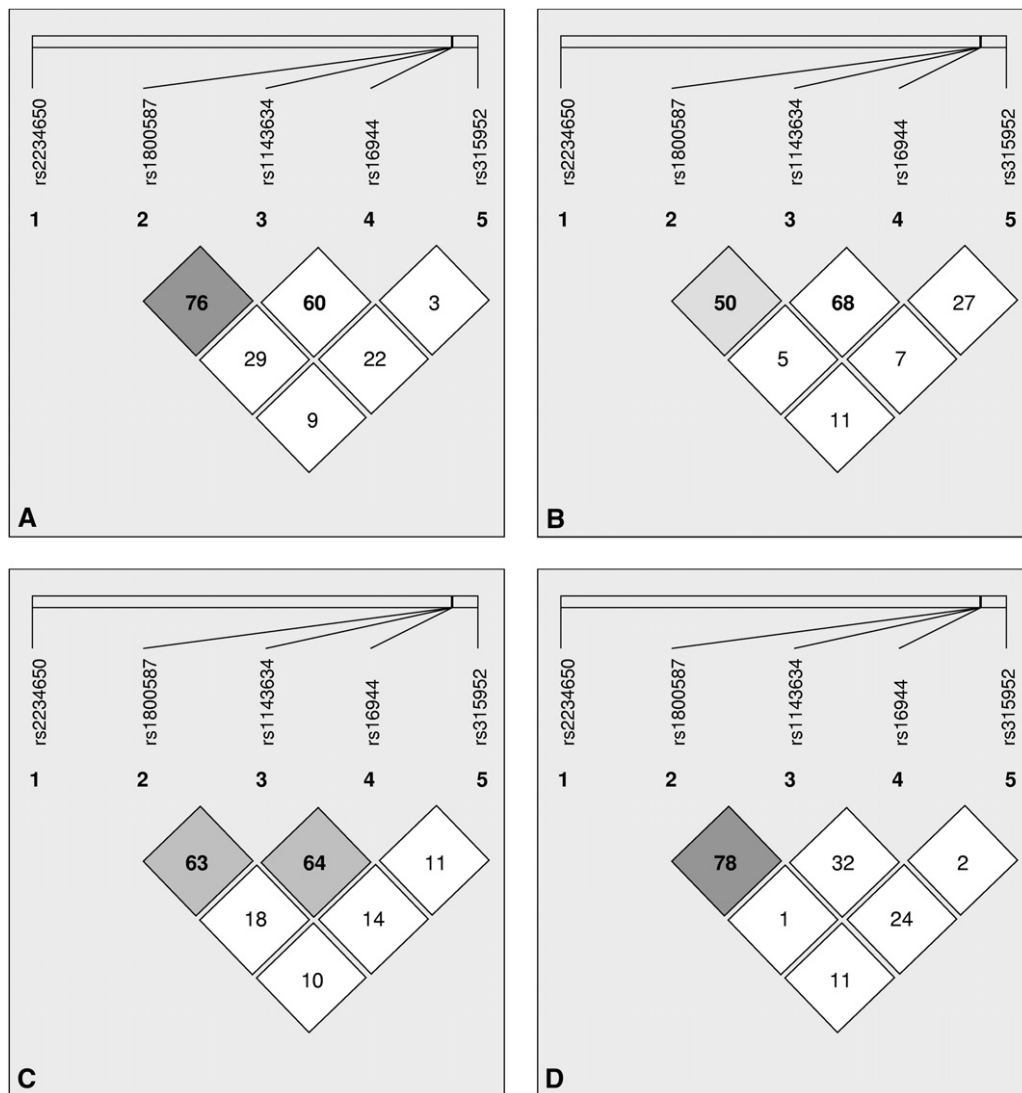 rs2234650
rs1800587
rs1143634
rs16944
rs315952
1 2 3 4 5
76 60 3
29 22
9
A
rs2234650
rs1800587
rs1143634
rs16944
rs315952
1 2 3 4 5
50 68 27
5 7
11
B
rs2234650
rs1800587
rs1143634
rs16944
rs315952
1 2 3 4 5
63 64 11
18 14
10
C
rs2234650
rs1800587
rs1143634
rs16944
rs315952
1 2 3 4 5
78 32 2
1 24
11
D